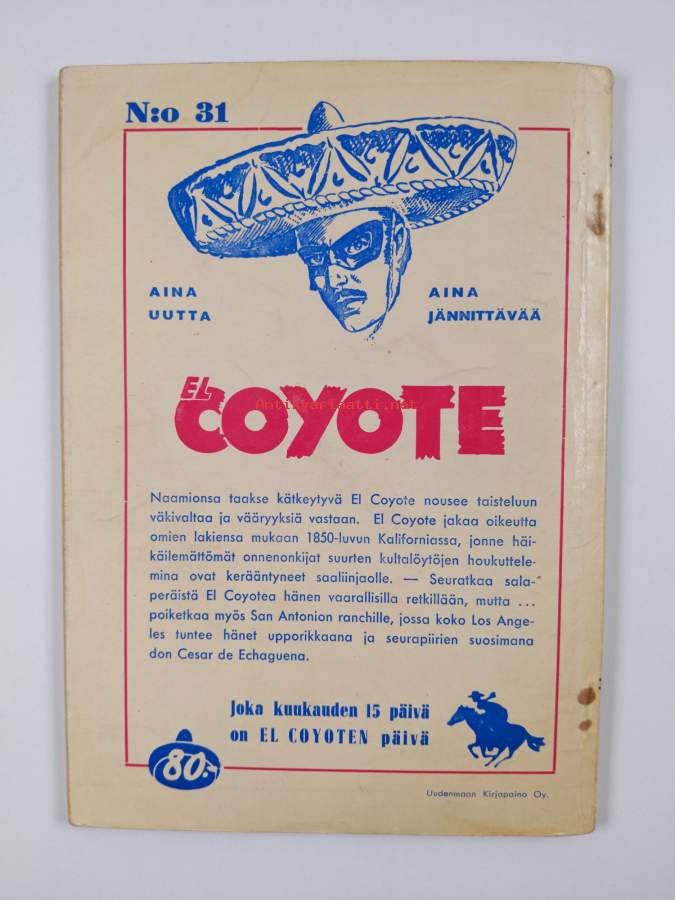 N:o 31
AINA
UUTTA
AINA
JÄNNITTÄVÄÄ
EL
COYOTE
Antikvariaatti.net
Naamionsa taakse kätkeytyvä El Coyote nousee taisteluun
väkivaltaa ja vääryyksiä vastaan. El Coyote jakaa oikeutta
omien lakiensa mukaan 1850-luvun Kaliforniassa, jonne häi-
käilemättömät onnenonkijat suurten kultalöytöjen houkuttele-
mina ovat kerääntyneet saaliinjaolle. — Seuratkaa sala-
peräistä El Coyotea hänen vaarallisilla retkillään, mutta ...
poiketkaa myös San Antonion ranchille, jossa koko Los Ange-
les tuntee hänet upporikkaana ja seurapiirien suosimana
don Cesar de Echaguena.
Joka kuukauden 15 päivä
on EL COYOTEN päivä
80:-
Uudenmaan Kirjapaino Oy.